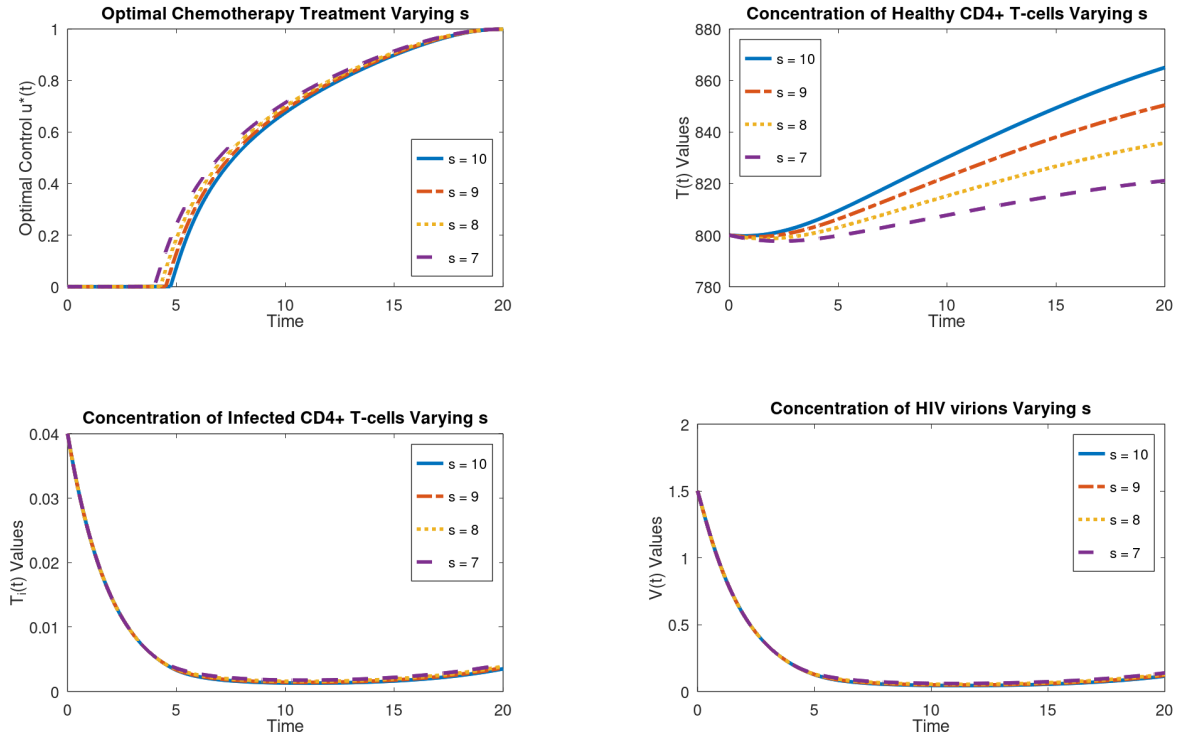 Optimal Chemotherapy Treatment Varying s
Optimal Control u*(t)
1
0.8
0.6
0.4
0.2
0
s = 10
s = 9
s = 8
s = 7
0 5 10 15 20
Time
Concentration of Healthy CD4+ T-cells Varying s
T(t) Values
880
860
840
820
800
780
s = 10
s = 9
s = 8
s = 7
0 5 10 15 20
Time
Concentration of Infected CD4+ T-cells Varying s
Tᵢ(t) Values
0.04
0.03
0.02
0.01
0
s = 10
s = 9
s = 8
s = 7
0 5 10 15 20
Time
Concentration of HIV virions Varying s
V(t) Values
2
1.5
1
0.5
0
s = 10
s = 9
s = 8
s = 7
0 5 10 15 20
Time